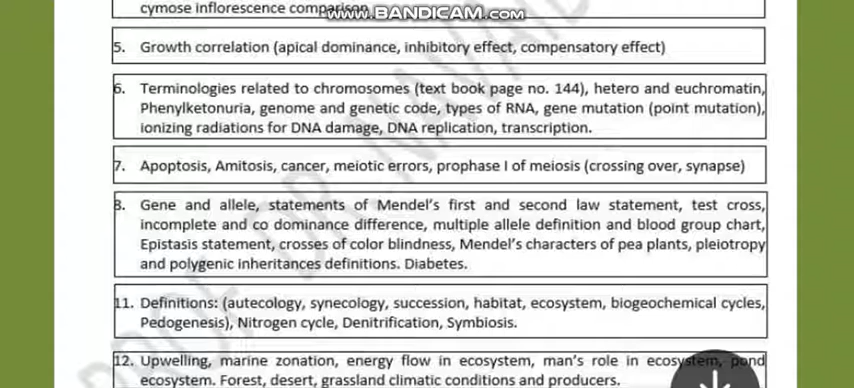 cymose inflorescence comparison
www.BANDICAM.com
5. Growth correlation (apical dominance, inhibitory effect, compensatory effect)
6. Terminologies related to chromosomes (text book page no. 144), hetero and euchromatin,
Phenylketonuria, genome and genetic code, types of RNA, gene mutation (point mutation),
ionizing radiations for DNA damage, DNA replication, transcription.
7. Apoptosis, Amitosis, cancer, meiotic errors, prophase I of meiosis (crossing over, synapse)
8. Gene and allele, statements of Mendel's first and second law statement, test cross,
incomplete and co dominance difference, multiple allele definition and blood group chart,
Epistasis statement, crosses of color blindness, Mendel's characters of pea plants, pleiotropy
and polygenic inheritances definitions. Diabetes.
11. Definitions: (autecology, synecology, succession, habitat, ecosystem, biogeochemical cycles,
Pedogenesis), Nitrogen cycle, Denitrification, Symbiosis.
12. Upwelling, marine zonation, energy flow in ecosystem, man's role in ecosystem, pond
ecosystem. Forest, desert, grassland climatic conditions and producers.
PROF DR.